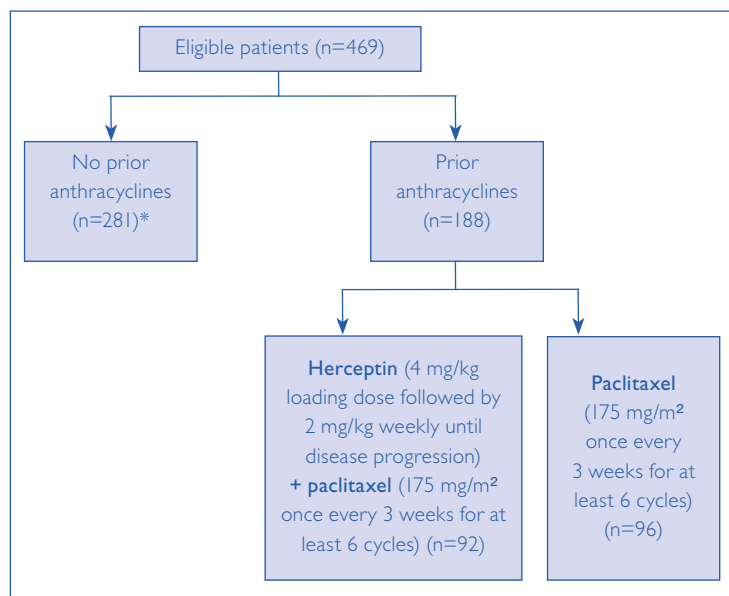 Eligible patients (n=469)
No prior
anthracyclines
(n=281)*
Prior
anthracyclines
(n=188)
Herceptin (4 mg/kg
loading dose followed by
2 mg/kg weekly until
disease progression)
+ paclitaxel (175 mg/m²
once every 3 weeks for at
least 6 cycles) (n=92)
Paclitaxel
(175 mg/m²
once every
3 weeks for at
least 6 cycles)
(n=96)